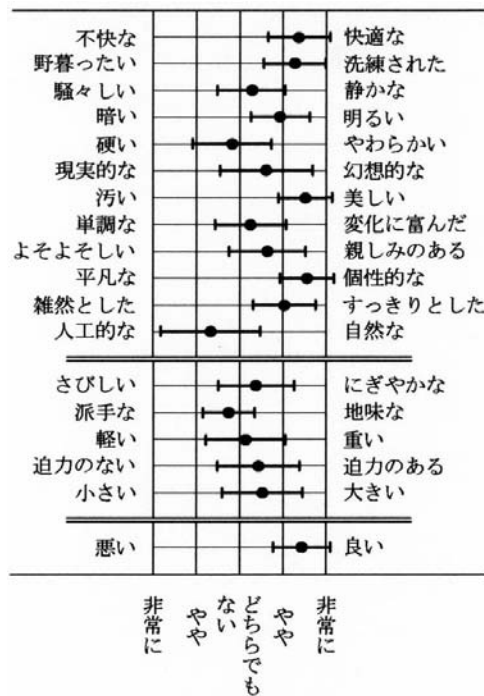 不快な 快適な
野暮ったい 洗練された
騒々しい 静かな
暗い 明るい
硬い やわらかい
現実的な 幻想的な
汚い 美しい
単調な 変化に富んだ
よそよそしい 親しみのある
平凡な 個性的な
雑然とした すっきりとした
人工的な 自然な
さびしい にぎやかな
派手な 地味な
軽い 重い
迫力のない 迫力のある
小さい 大きい
悪い 良い
非常に
やや
どちらでも
ない
やや
非常に